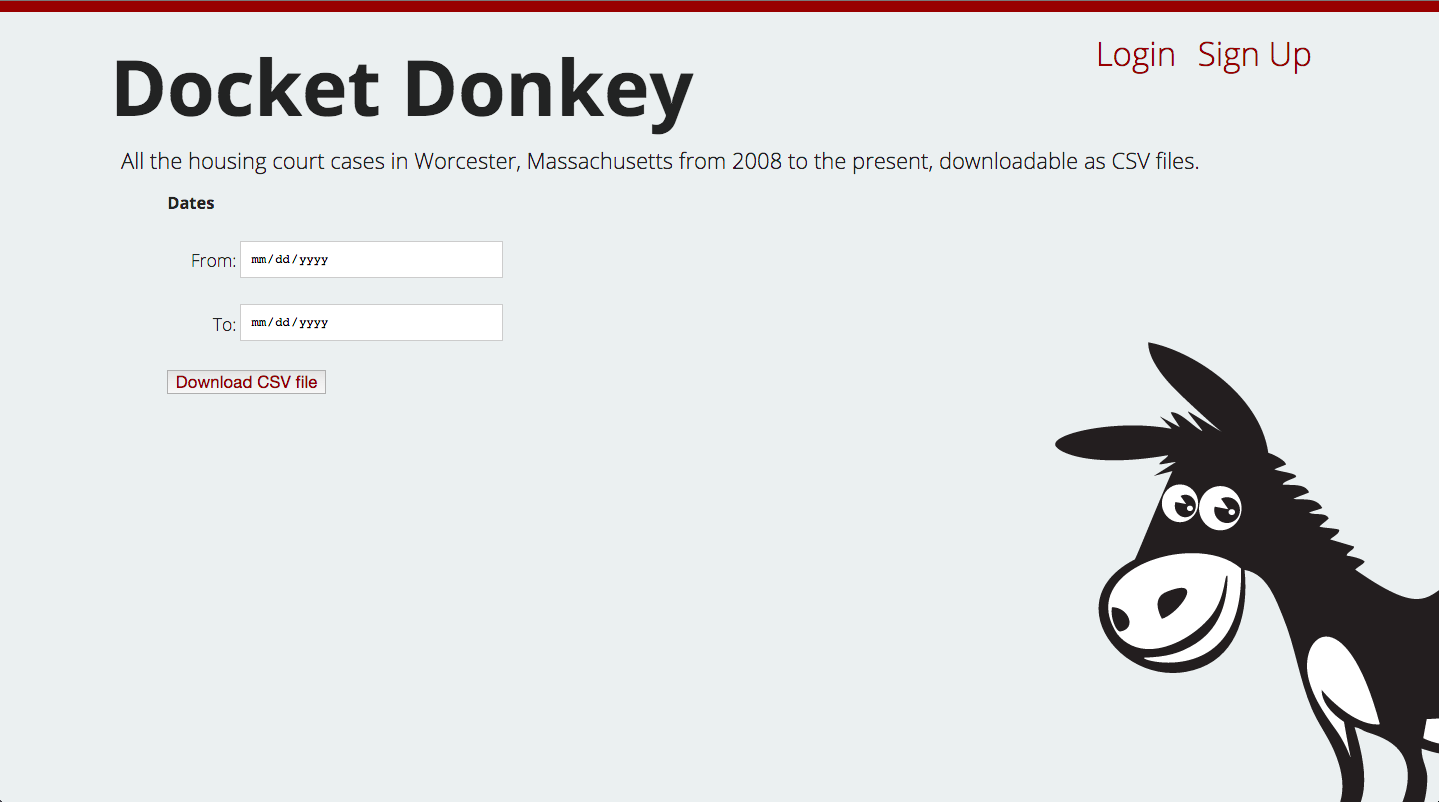 Login Sign Up
Docket Donkey
All the housing court cases in Worcester, Massachusetts from 2008 to the present, downloadable as CSV files.
Dates
From: mm/dd/yyyy
To: mm/dd/yyyy
Download CSV file